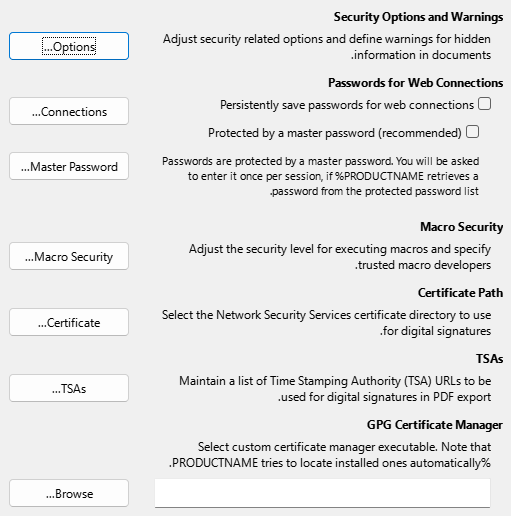 Security Options and Warnings
Adjust security related options and define warnings for hidden
.information in documents
...Options
Passwords for Web Connections
Persistently save passwords for web connections
...Connections
Protected by a master password (recommended)
Passwords are protected by a master password. You will be asked
to enter it once per session, if %PRODUCTNAME retrieves a
.password from the protected password list
...Master Password
Macro Security
Adjust the security level for executing macros and specify
.trusted macro developers
...Macro Security
Certificate Path
Select the Network Security Services certificate directory to use
.for digital signatures
...Certificate
TSAs
Maintain a list of Time Stamping Authority (TSA) URLs to be
.used for digital signatures in PDF export
...TSAs
GPG Certificate Manager
Select custom certificate manager executable. Note that
.PRODUCTNAME tries to locate installed ones automatically%
...Browse